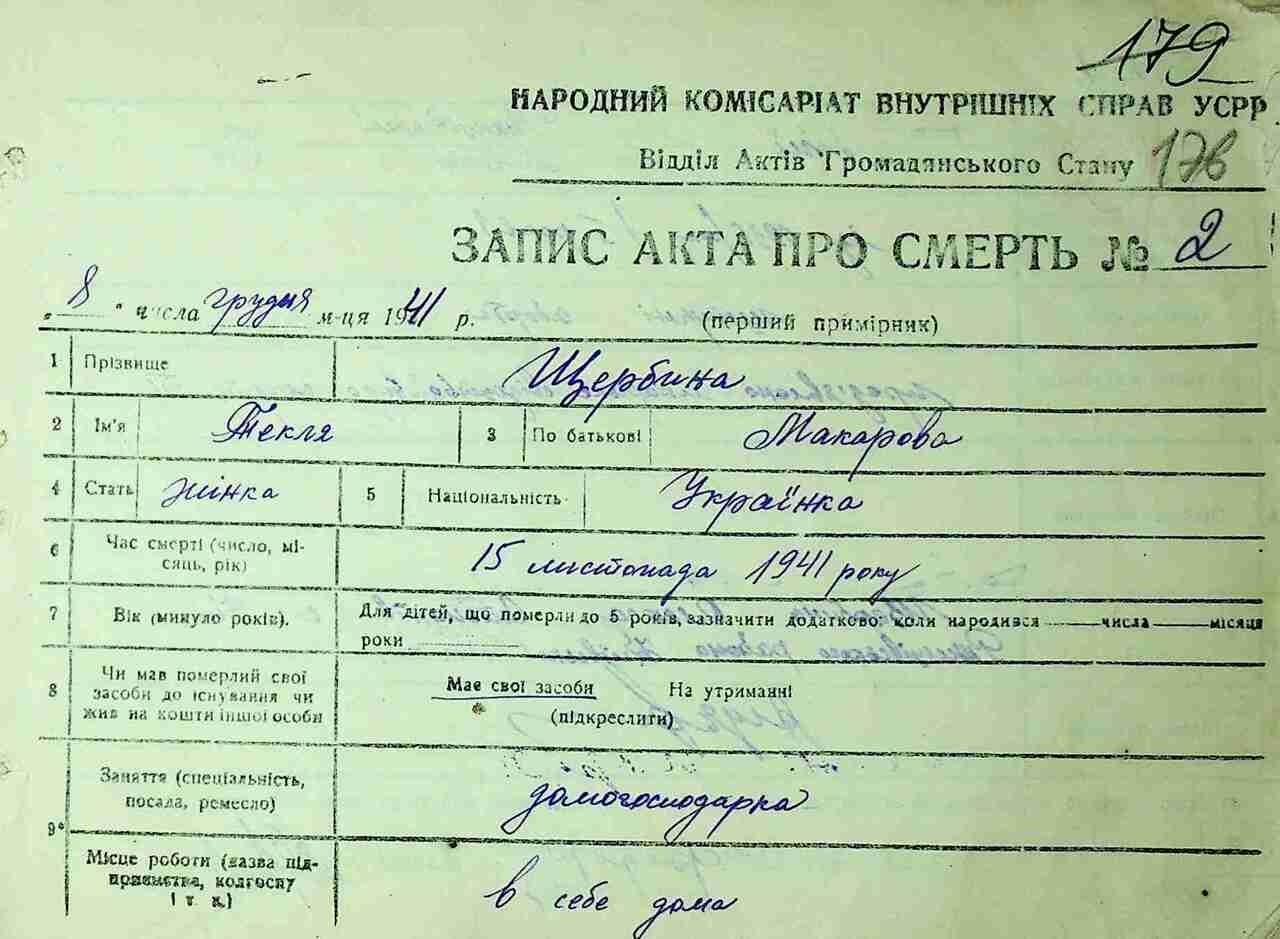 179
НАРОДНИЙ КОМІСАРІАТ ВНУТРІШНІХ СПРАВ УСРР
Відділ Актів Громадянського Стану 176
ЗАПИС АКТА ПРО СМЕРТЬ № 2
„8" числа грудня м-ця 1941 р. (перший примірник)
1 Прізвище Щербина
2 Ім'я Текля 3 По батькові Макарова
4 Стать жінка 5 Національність Українка
6 Час смерті (число, мі-
сяць, рік) 15 листопада 1941 року
7 Вік (минуло років). Для дітей, що померли до 5 років, зазначити додатково: коли народився числа місяця
роки
8 Чи мав померлий свої
засоби до існування чи
жив на кошти іншої особи
Має свої засоби На утриманні
(підкреслити)
9 Заняття (спеціальність,
посада, ремесло) домогосподарка
Місце роботи (назва під-
приємства, колгоспу
і т. к.) в себе дома